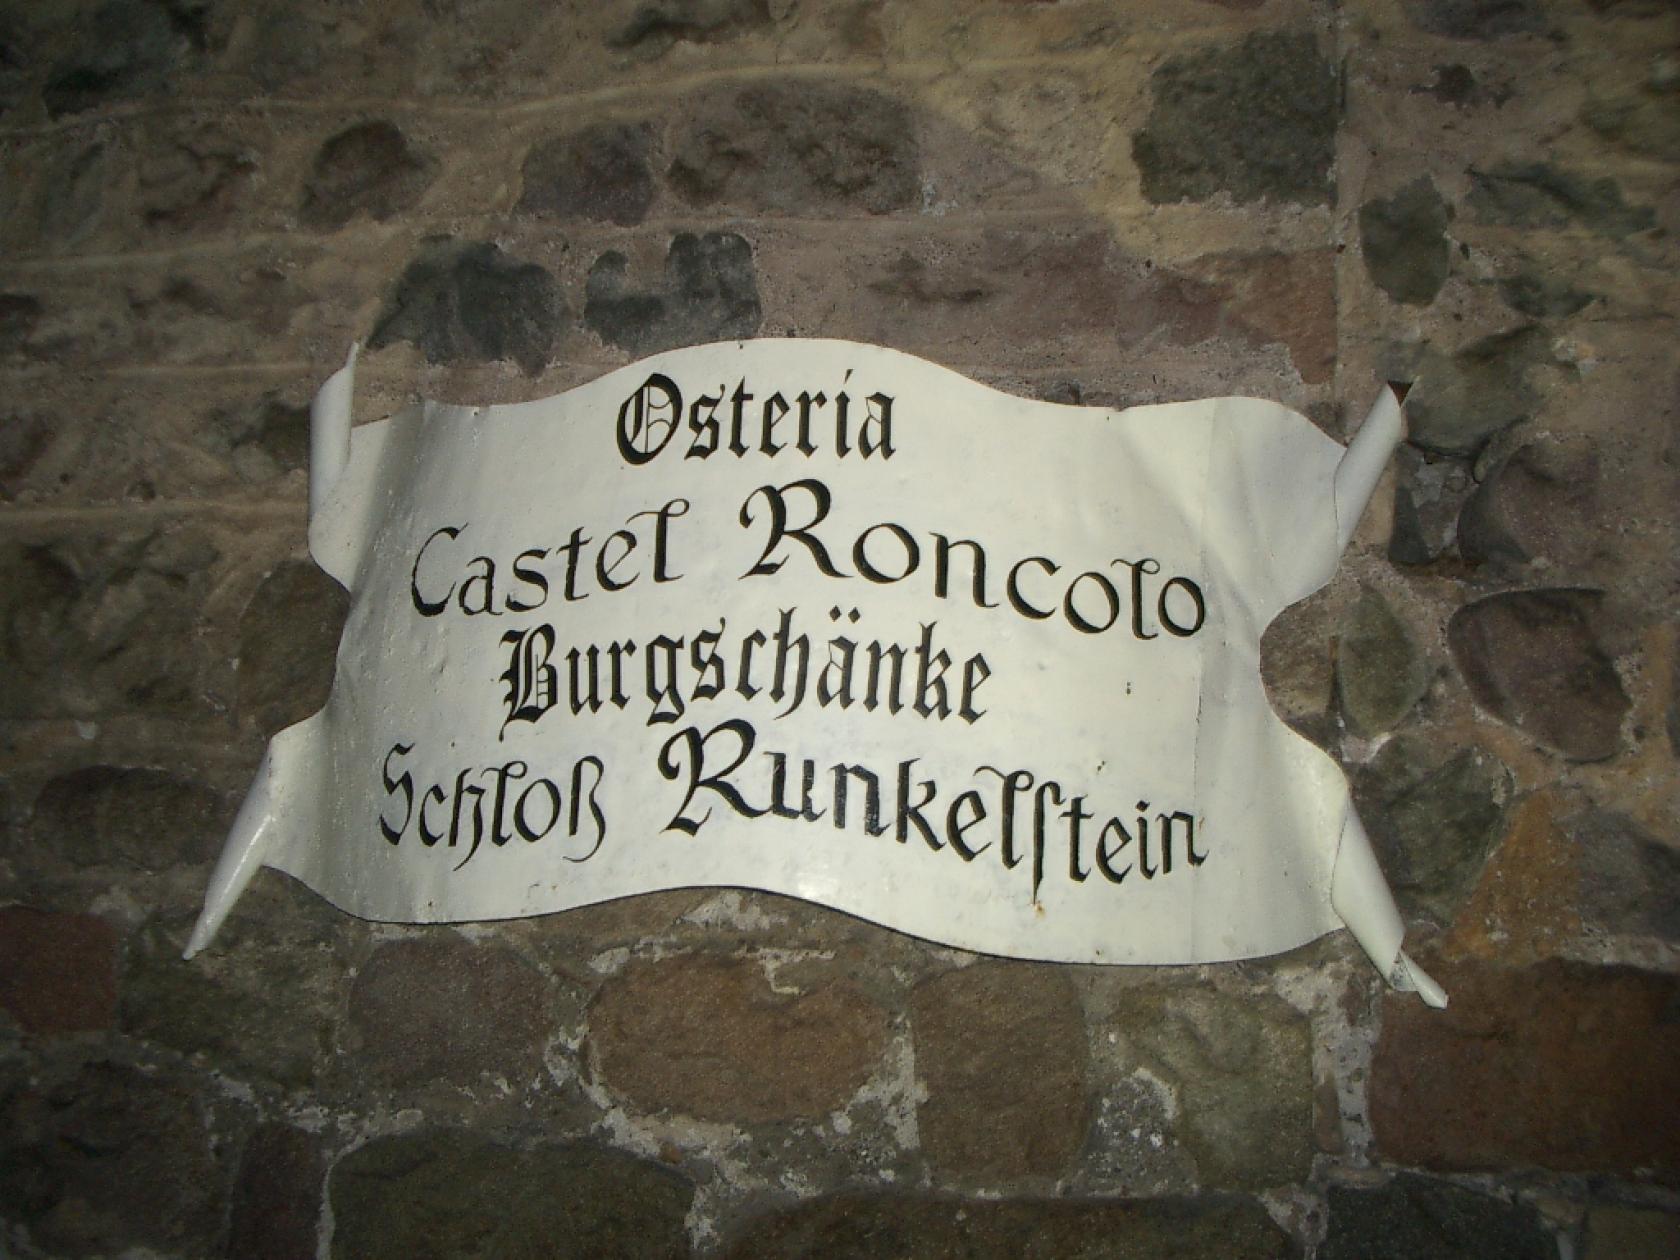 Osteria
Castel Roncolo
Burgschänke
Schloß Runkelſtein